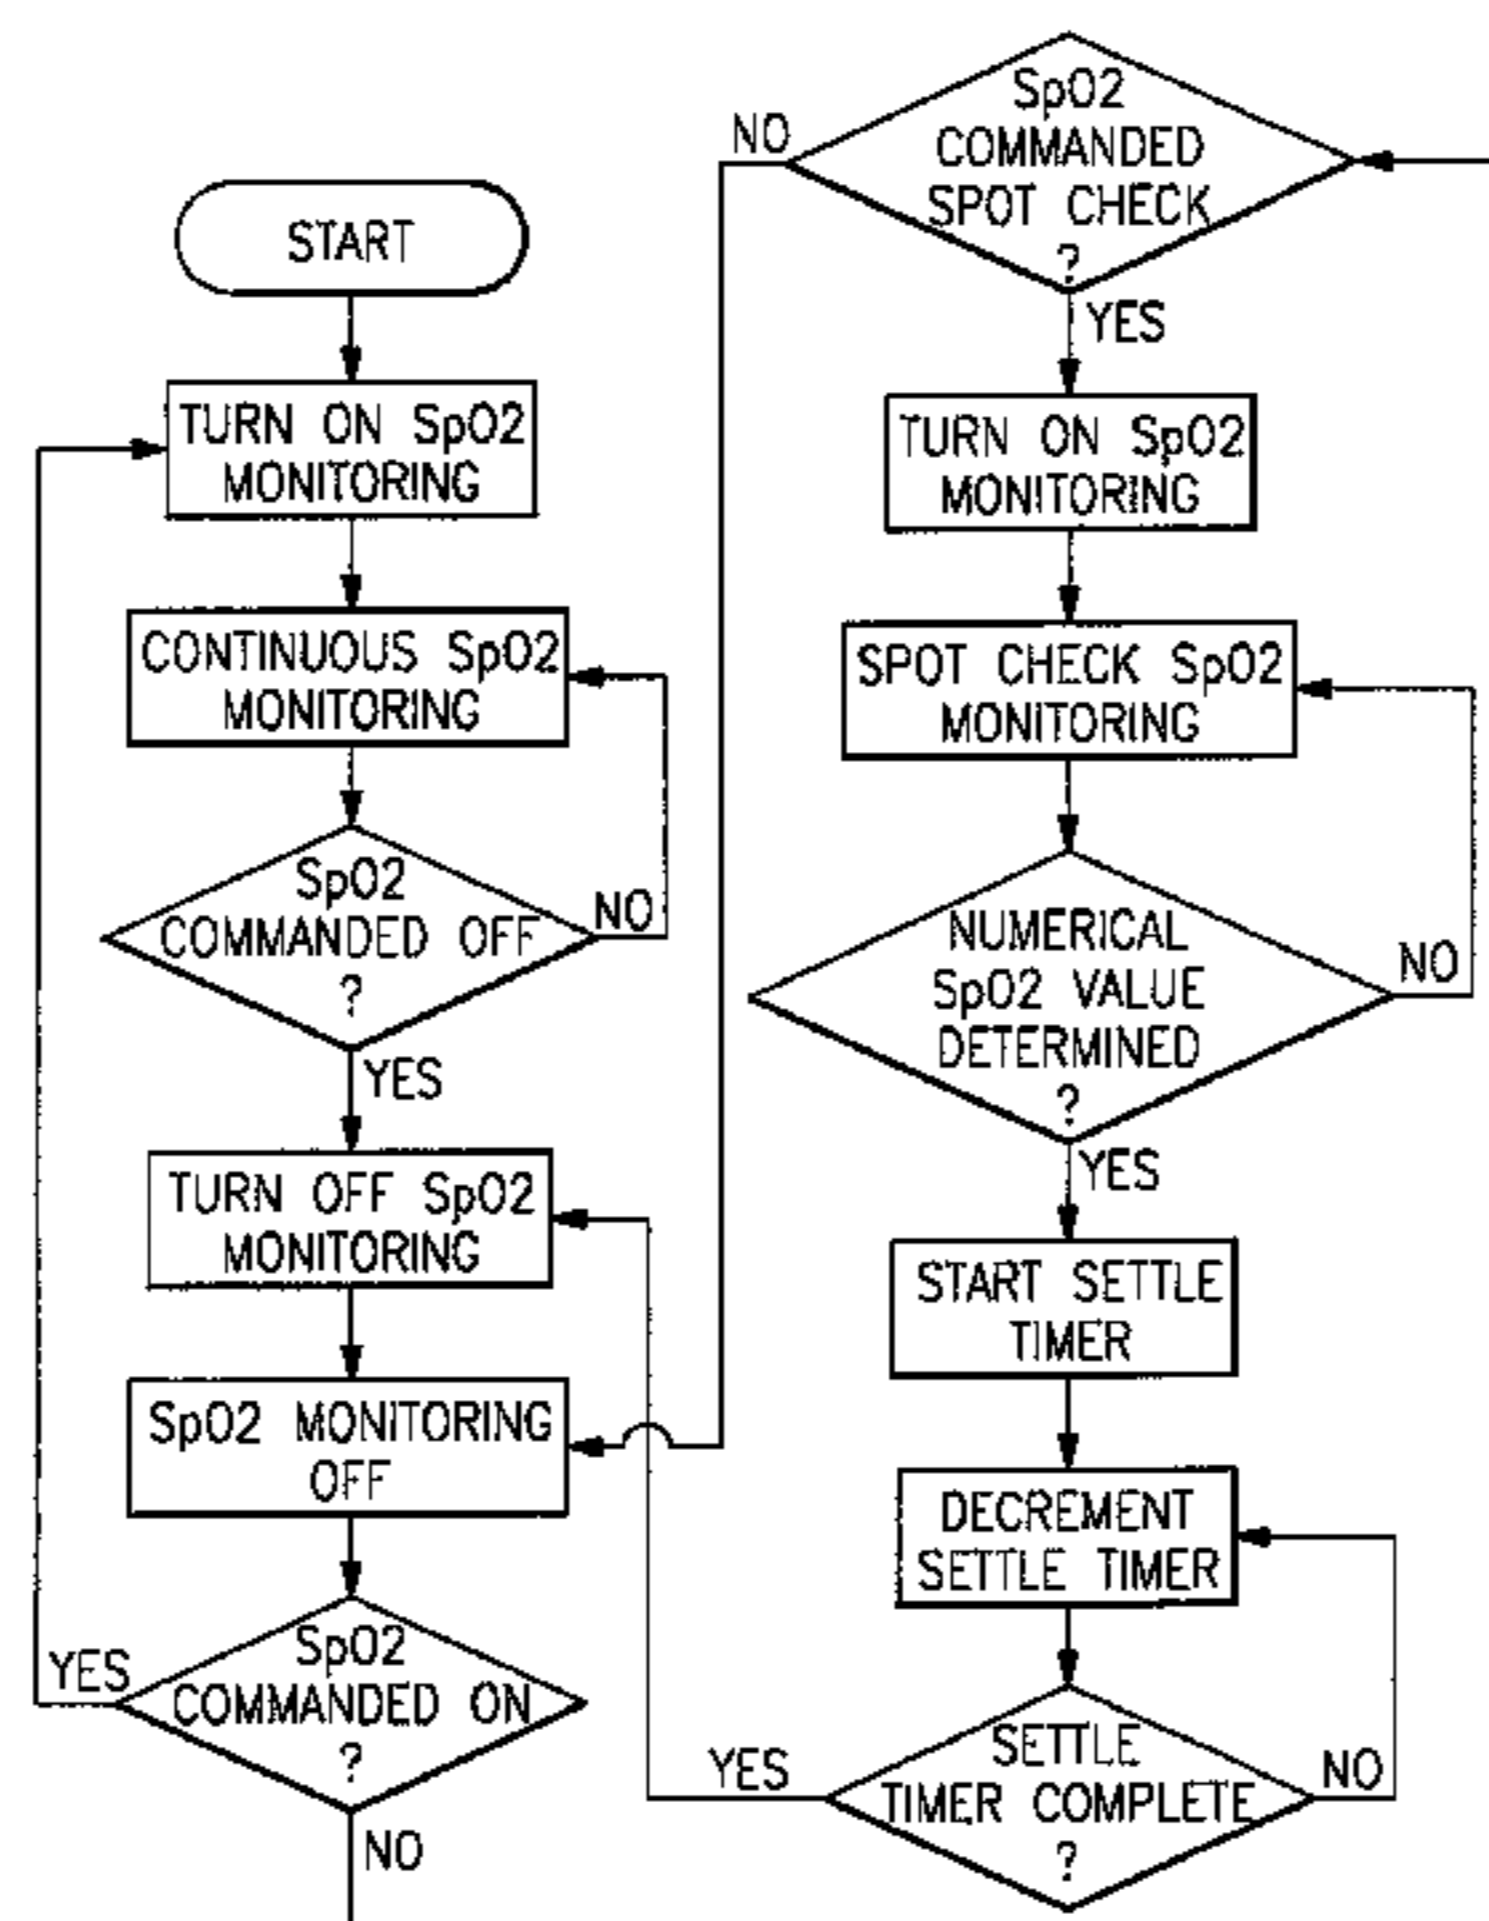 START
TURN ON SpO2
MONITORING
CONTINUOUS SpO2
MONITORING
SpO2
COMMANDED OFF
?
NO
YES
TURN OFF SpO2
MONITORING
SpO2 MONITORING
OFF
SpO2
COMMANDED ON
?
YES
NO
SpO2
COMMANDED
SPOT CHECK
?
NO
YES
TURN ON SpO2
MONITORING
SPOT CHECK SpO2
MONITORING
NUMERICAL
SpO2 VALUE
DETERMINED
?
NO
YES
START SETTLE
TIMER
DECREMENT
SETTLE TIMER
SETTLE
TIMER COMPLETE
?
YES
NO